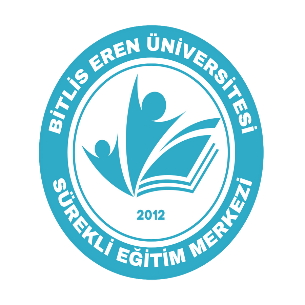 BİTLİS EREN ÜNİVERSİTESİ
2012
SÜREKLİ EĞİTİM MERKEZİ